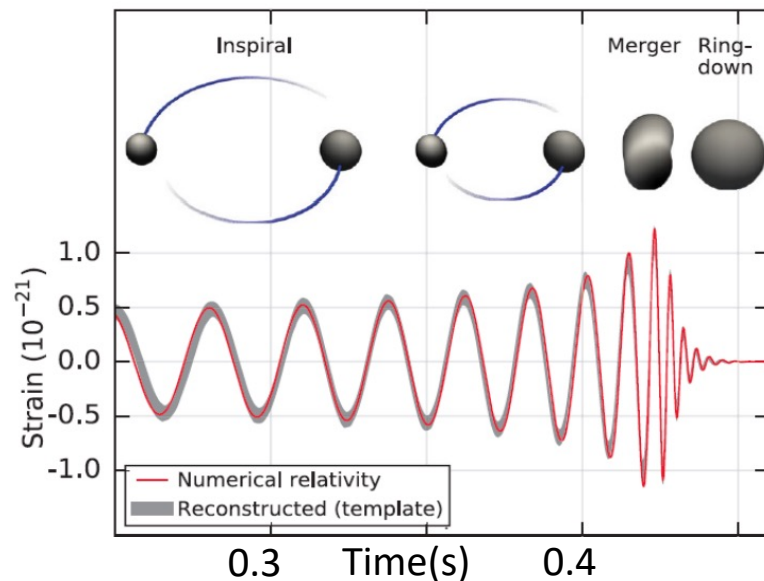 Inspiral
Merger
Ring-
down
Strain (10⁻²¹)
1.0
0.5
0.0
-0.5
-1.0
Numerical relativity
Reconstructed (template)
0.3 Time(s) 0.4